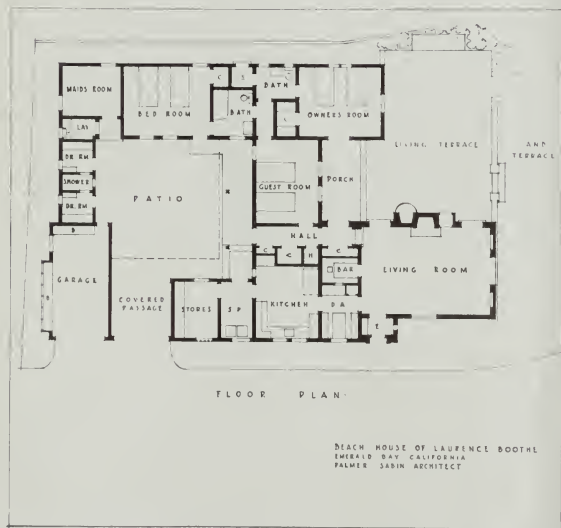 MAIDS ROOM
BED ROOM
C
S
BATH
OWNERS ROOM
BATH
C
LAV
DR. RM
SHOWER
DR. RM
PATIO
GUEST ROOM
PORCH
LIVING TERRACE
AND
TERRACE
HALL
C
C
H
C
B
GARAGE
COVERED
PASSAGE
STORES
S P
KITCHEN
BAR
D A
LIVING ROOM
E
FLOOR PLAN
BEACH HOUSE OF LAURENCE BOOTHE
EMERALD BAY CALIFORNIA
PALMER SABIN ARCHITECT